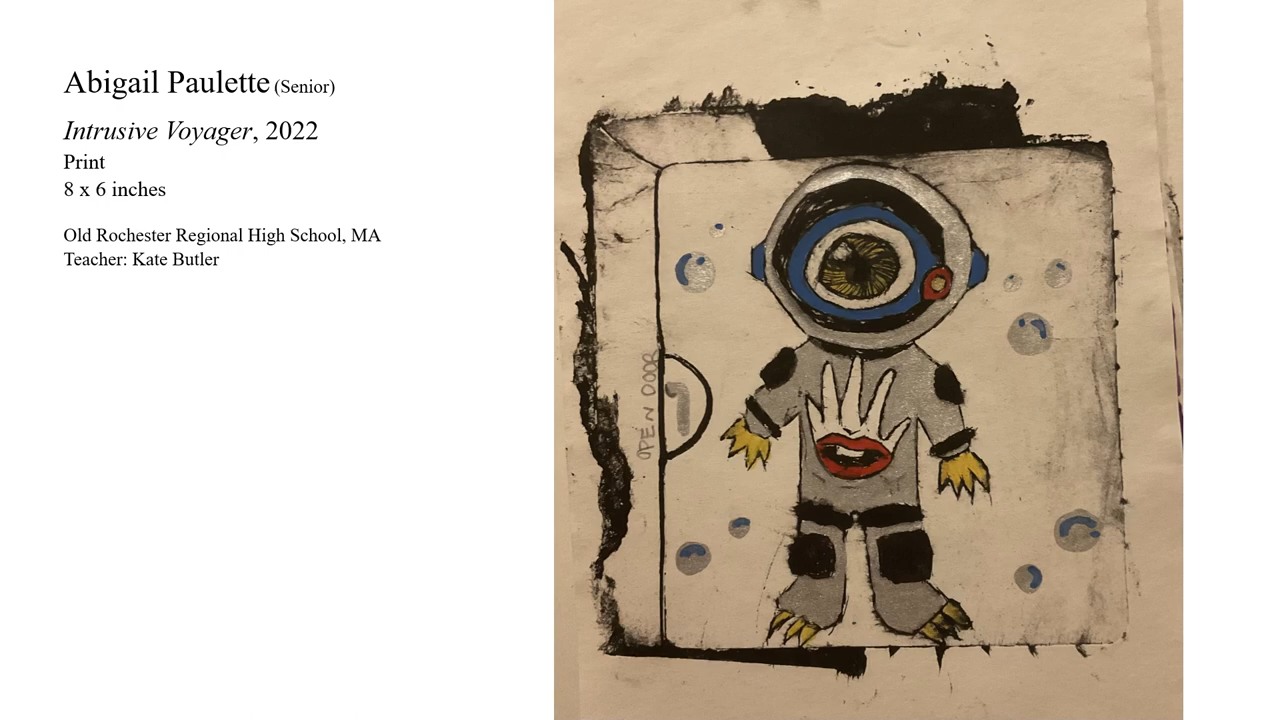 Abigail Paulette (Senior)
Intrusive Voyager, 2022
Print
8 x 6 inches
Old Rochester Regional High School, MA
Teacher: Kate Butler
OPEN DOOR